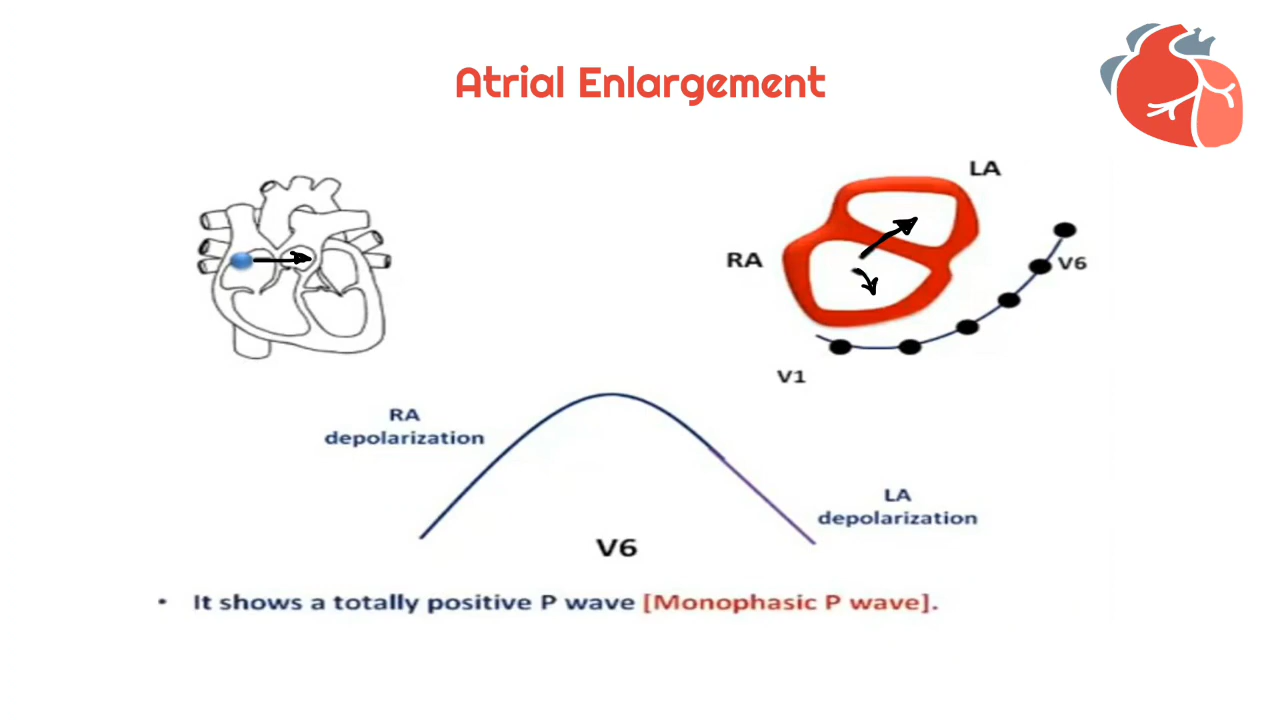 Atrial Enlargement
LA
RA
V6
V1
RA
depolarization
LA
depolarization
V6
• It shows a totally positive P wave [Monophasic P wave].